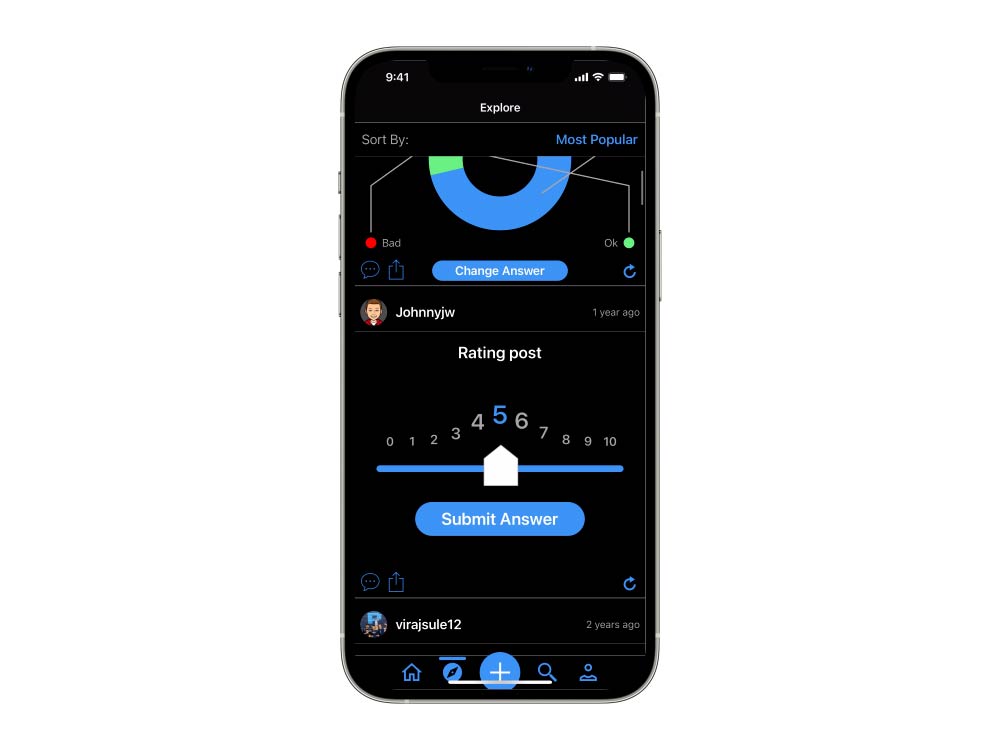 9:41
Explore
Sort By: Most Popular
Bad Ok
Change Answer
Johnnyjw 1 year ago
Rating post
0 1 2 3 4 5 6 7 8 9 10
Submit Answer
virajsule12 2 years ago